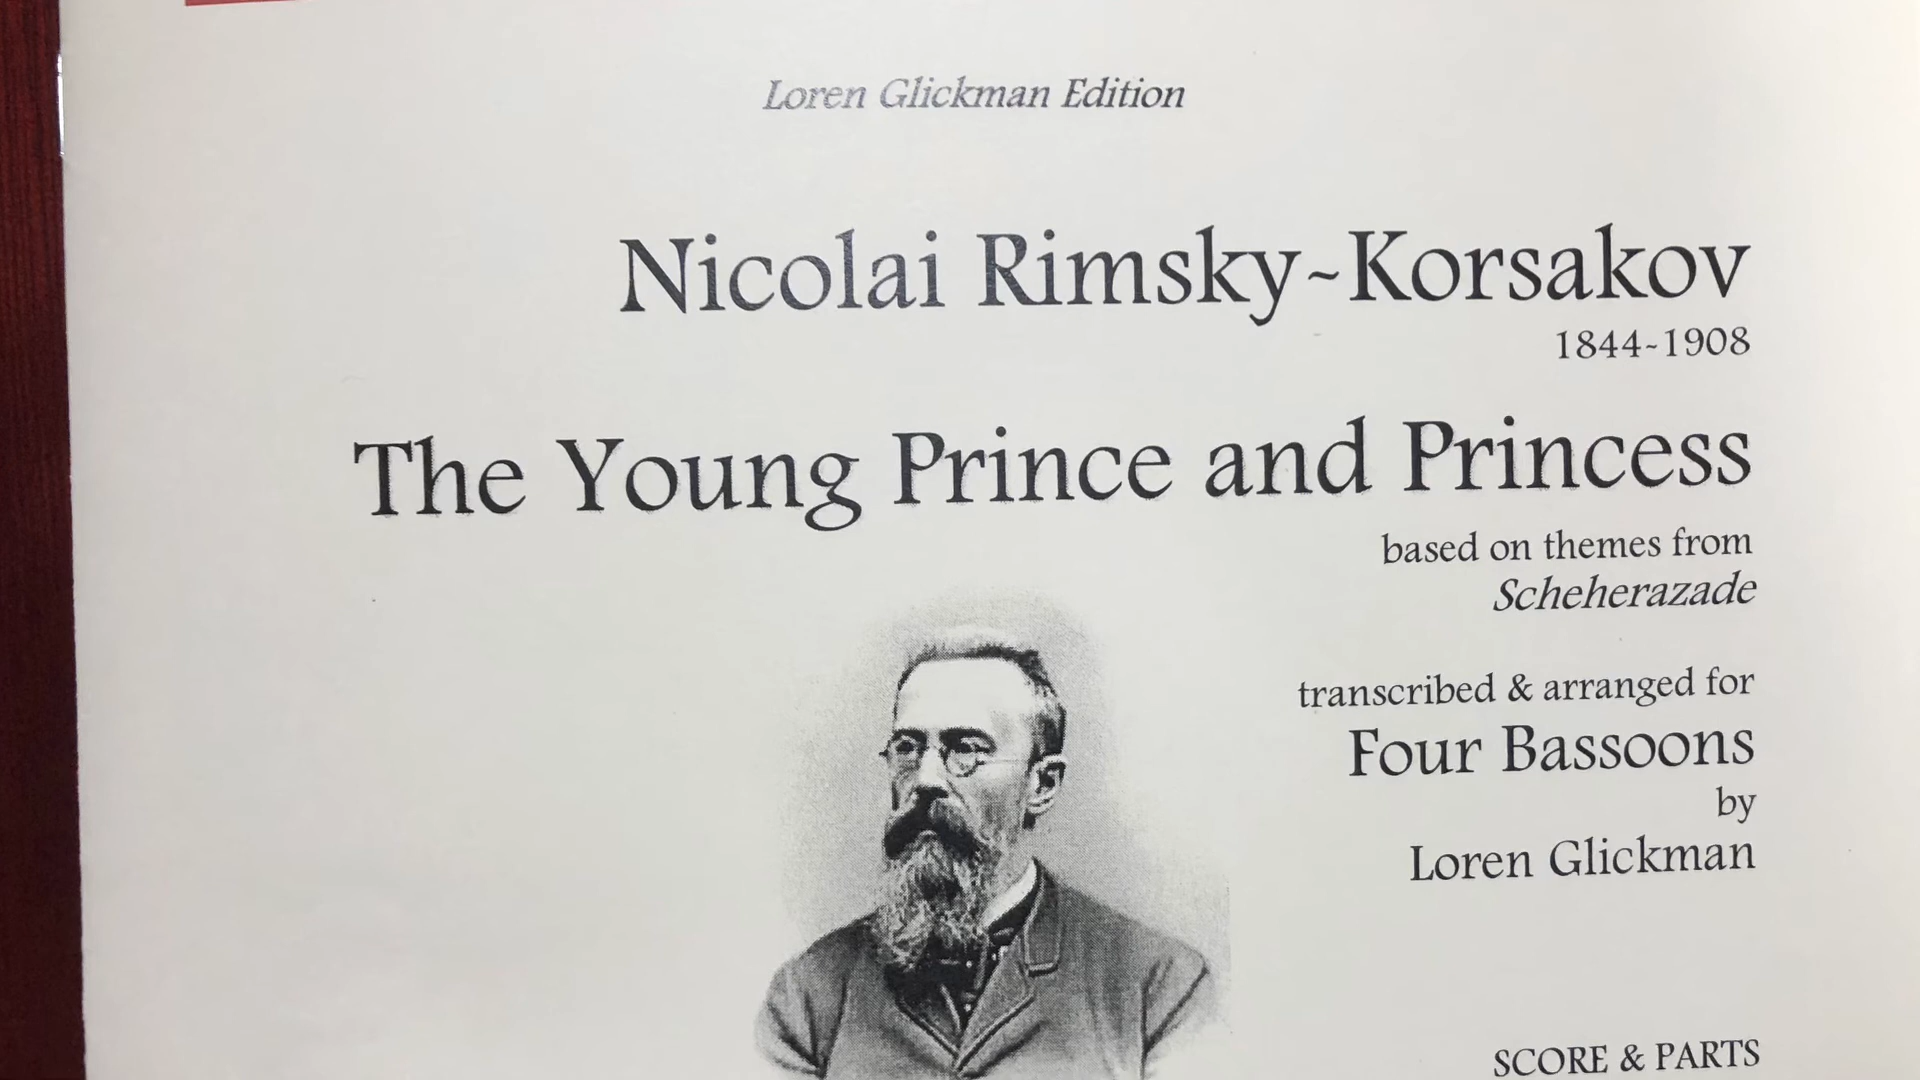 Loren Glickman Edition
Nicolai Rimsky~Korsakov
1844~1908
The Young Prince and Princess
based on themes from
Scheherazade
transcribed & arranged for
Four Bassoons
by
Loren Glickman
SCORE & PARTS